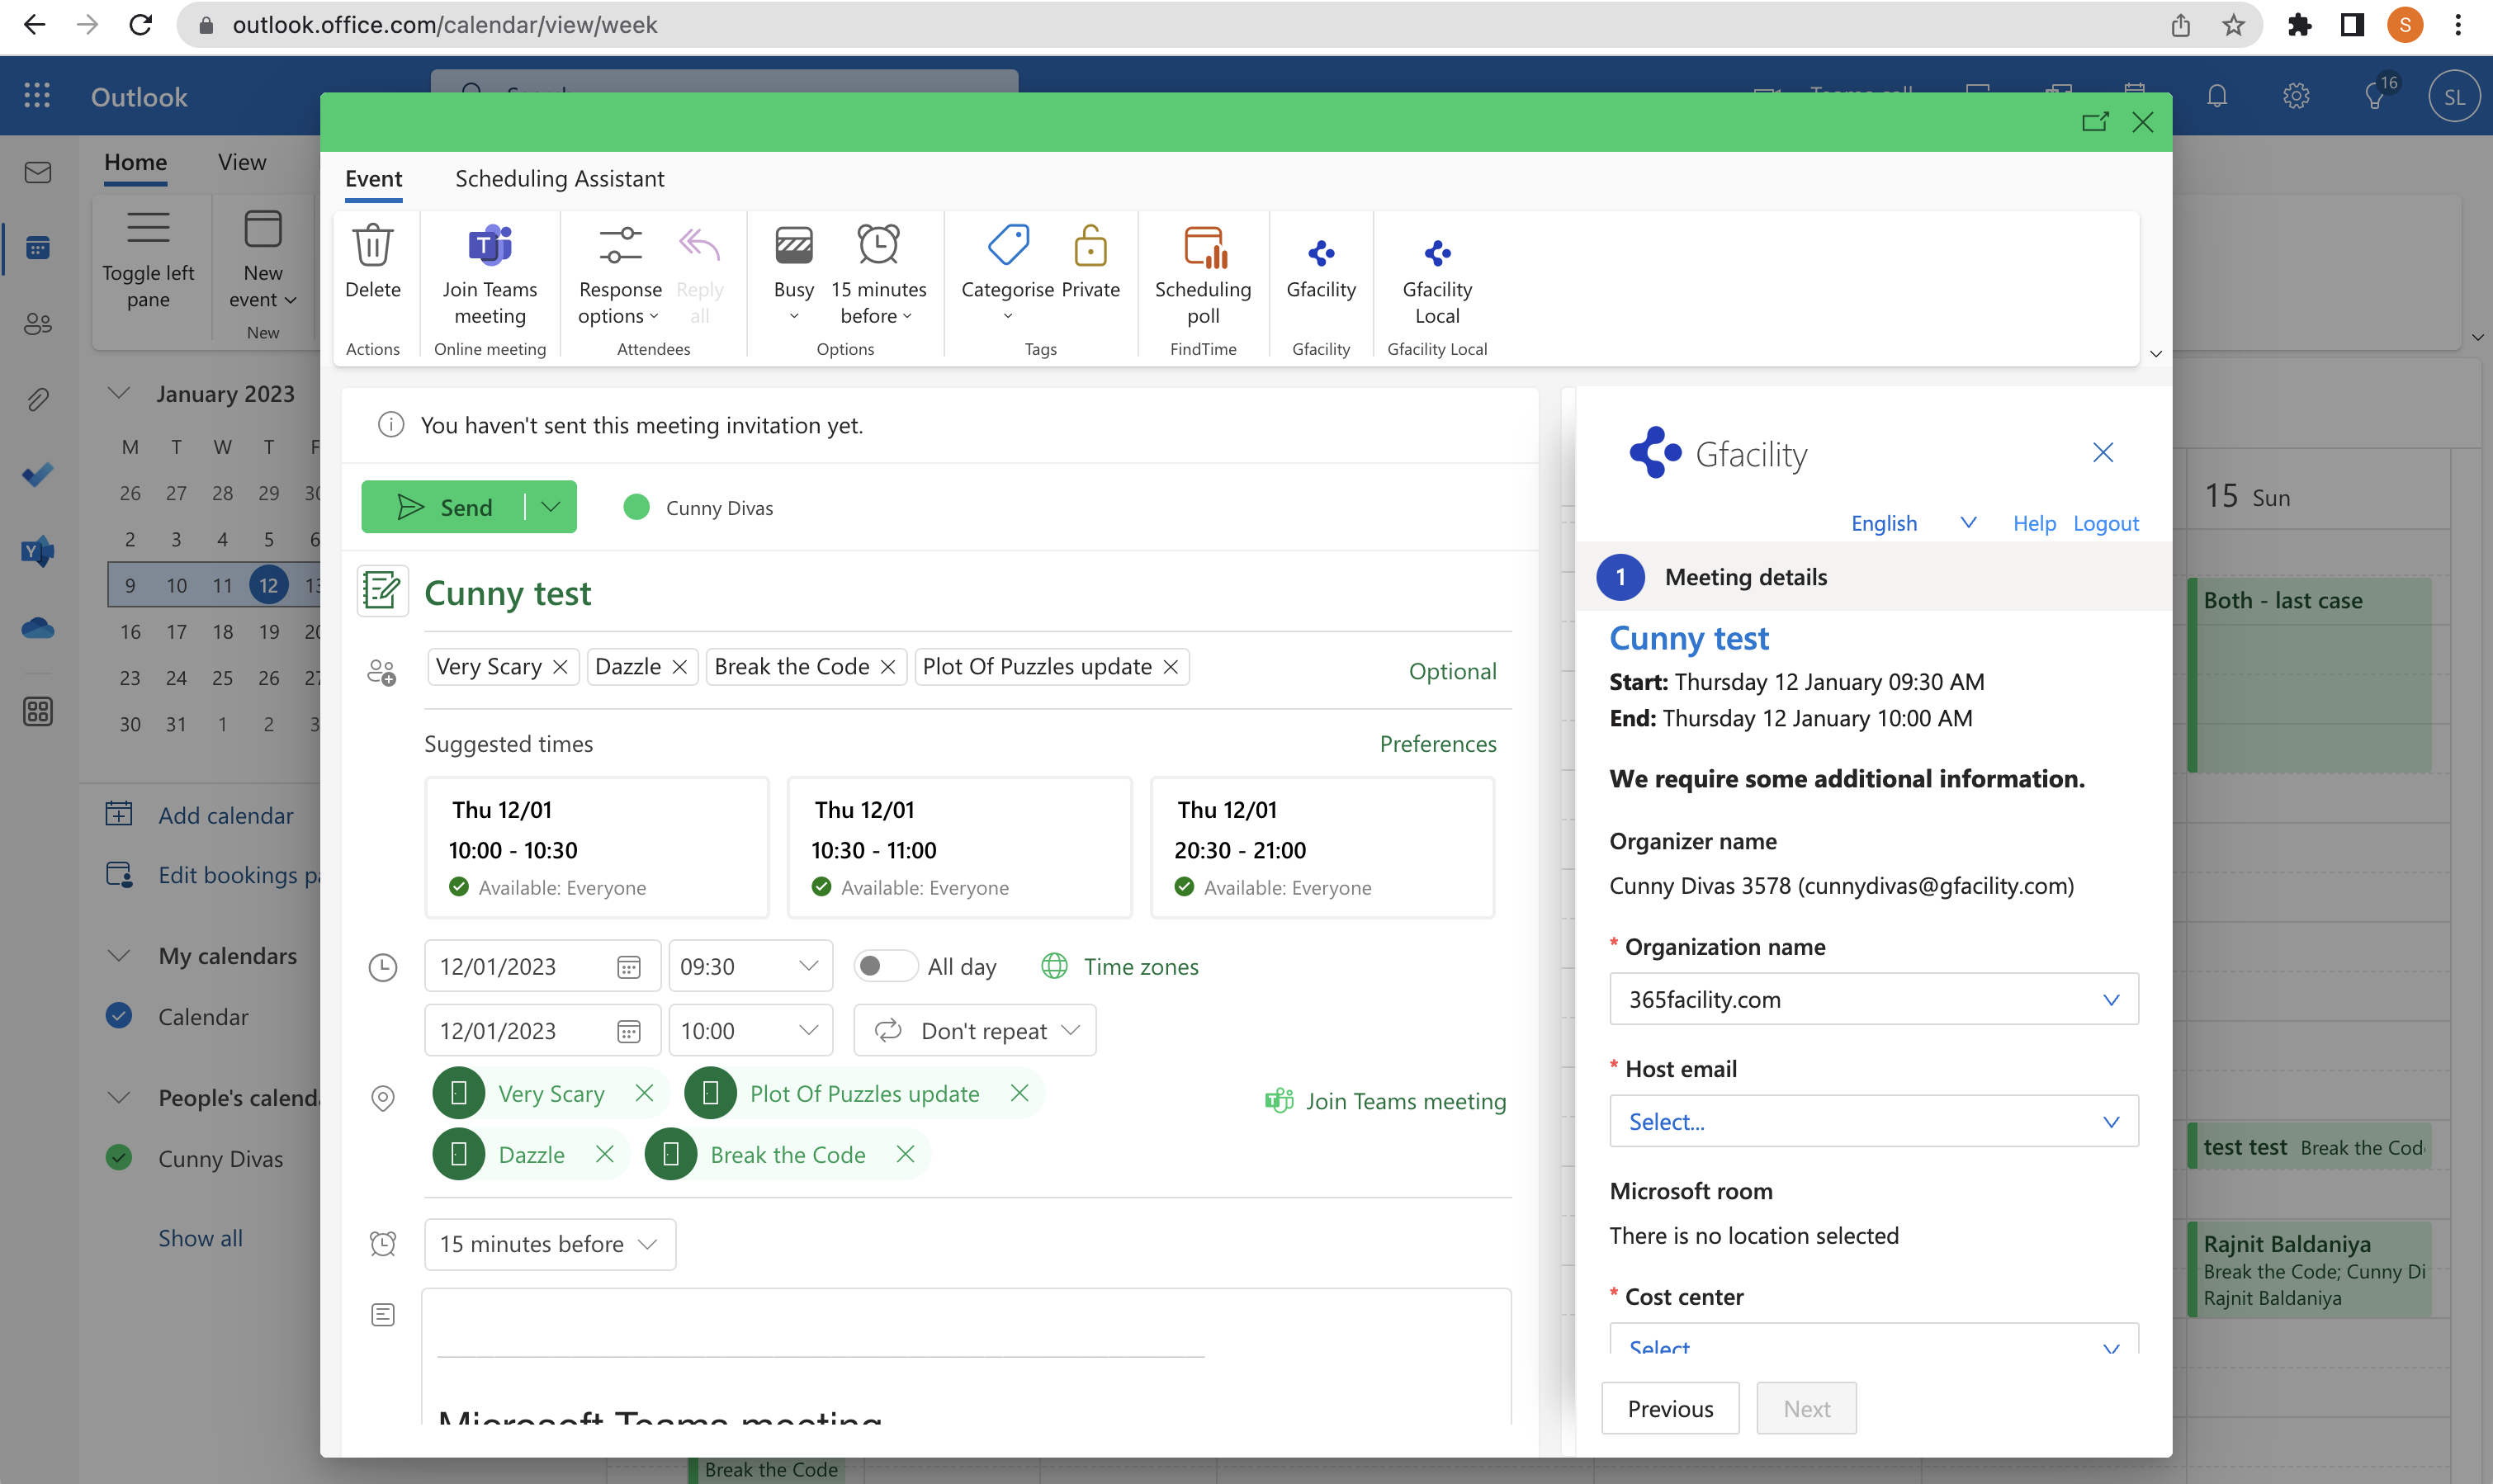 outlook.office.com/calendar/view/week
Outlook
16
SL
S
Home
View
Toggle left
pane
New
event
New
January 2023
M T W T F
26 27 28 29 30
2 3 4 5 6
9 10 11 12 13
16 17 18 19 20
23 24 25 26 27
30 31 1 2 3
Add calendar
Edit bookings
My calendars
Calendar
People's
Cunny Divas
Show all
Event
Scheduling Assistant
Delete
Actions
Join Teams
meeting
Online meeting
Response
options
Reply
all
Attendees
Busy
15 minutes
before
Options
Categorise
Private
Tags
Scheduling
poll
FindTime
Gfacility
Gfacility
Gfacility
Local
Gfacility Local
You haven't sent this meeting invitation yet.
Send
Cunny Divas
Cunny test
Very Scary
Dazzle
Break the Code
Plot Of Puzzles update
Optional
Suggested times
Preferences
Thu 12/01
10:00 - 10:30
Available: Everyone
Thu 12/01
10:30 - 11:00
Available: Everyone
Thu 12/01
20:30 - 21:00
Available: Everyone
12/01/2023
09:30
All day
Time zones
12/01/2023
10:00
Don't repeat
Very Scary
Plot Of Puzzles update
Join Teams meeting
Dazzle
Break the Code
15 minutes before
Microsoft Teams meeting
Gfacility
English
Help
Logout
1
Meeting details
Cunny test
Start: Thursday 12 January 09:30 AM
End: Thursday 12 January 10:00 AM
We require some additional information.
Organizer name
Cunny Divas 3578 (cunnydivas@gfacility.com)
* Organization name
365facility.com
* Host email
Select...
Microsoft room
There is no location selected
* Cost center
Select
Previous
Next
15 Sun
Both - last case
test test Break the Cod
Rajnit Baldaniya
Break the Code; Cunny Di
Rajnit Baldaniya
Break the Code